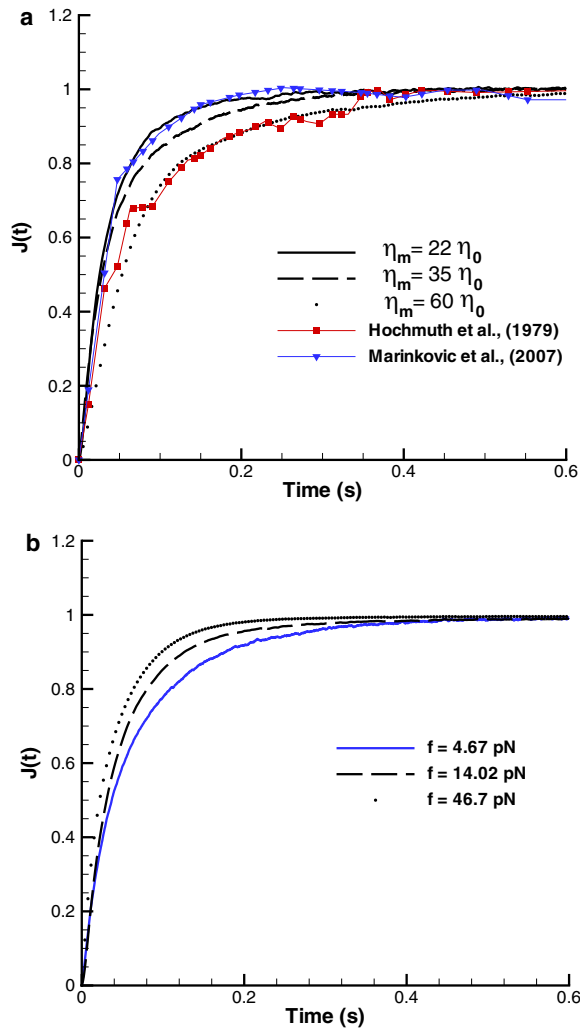 a
1.2
1
0.8
0.6
0.4
0.2
0
J(t)
ηm = 22 η0
ηm = 35 η0
ηm = 60 η0
Hochmuth et al., (1979)
Marinkovic et al., (2007)
0 0.2 0.4 0.6
Time (s)
b
1.2
1
0.8
0.6
0.4
0.2
0
J(t)
f = 4.67 pN
f = 14.02 pN
f = 46.7 pN
0 0.2 0.4 0.6
Time (s)